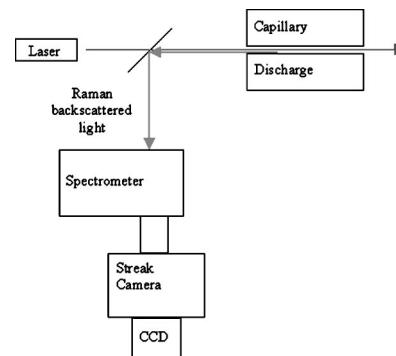 Capillary
Laser
Discharge
Raman
backscattered
light
Spectrometer
Streak
Camera
CCD